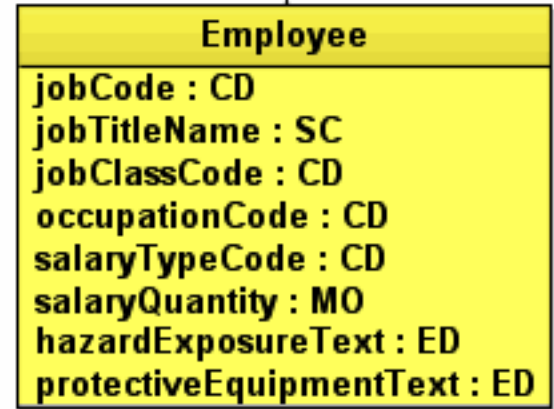 Employee
jobCode : CD
jobTitleName : SC
jobClassCode : CD
occupationCode : CD
salaryTypeCode : CD
salaryQuantity : MO
hazardExposureText : ED
protectiveEquipmentText : ED